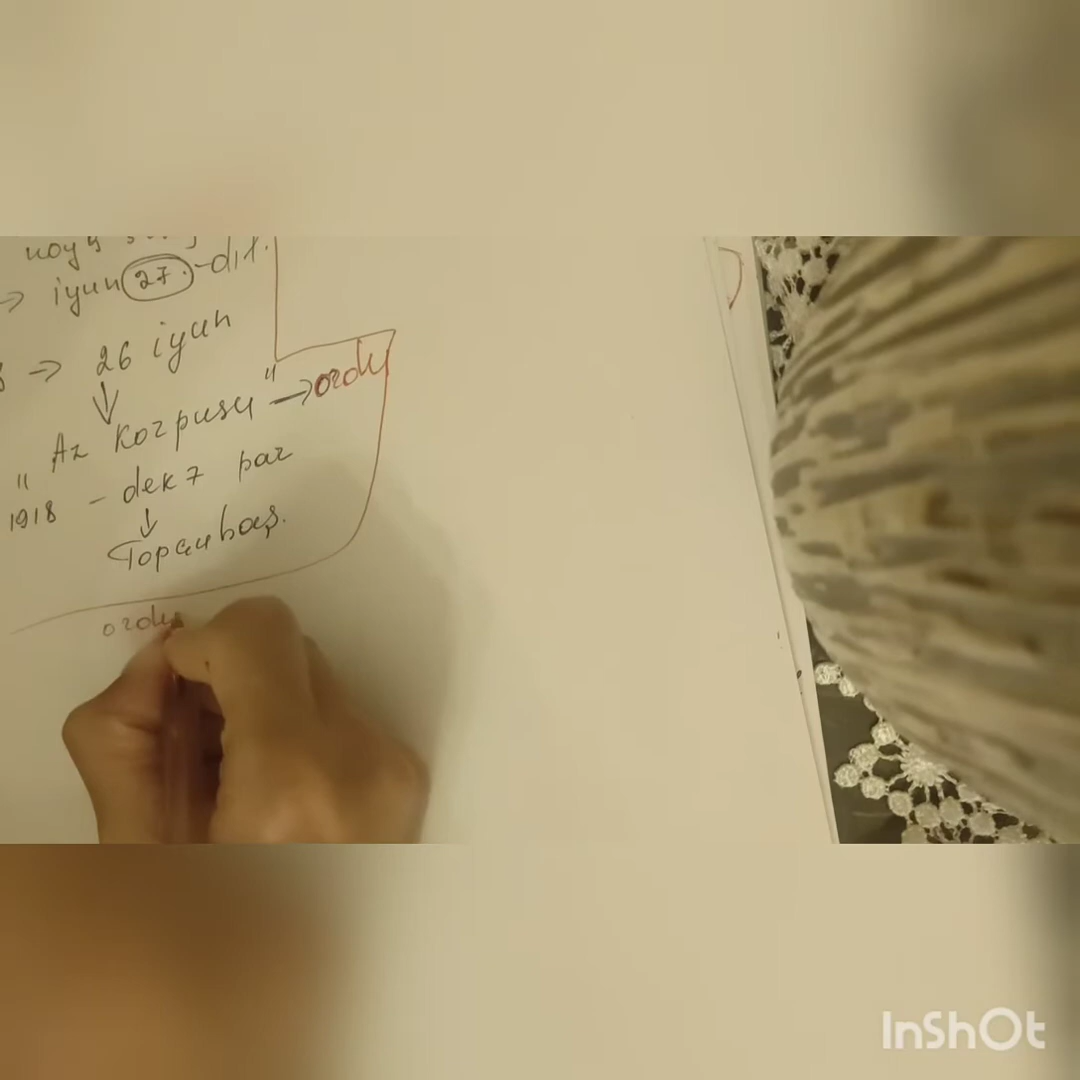 → iyun 27.-dir.
→ 26 iyun
↓
"Az korpusu" → ordu
1918 - dek 7 par
↓
Topçubaş.
ordu
InShOt